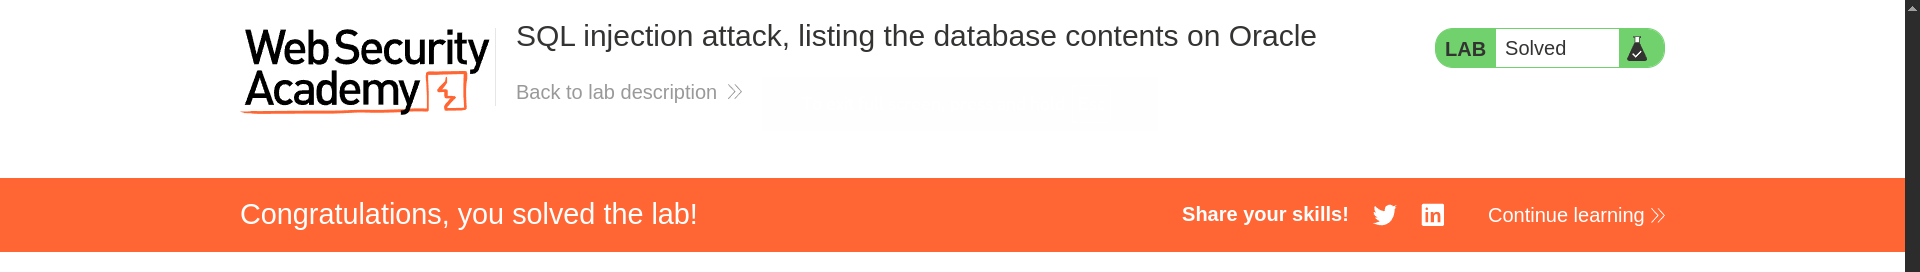 Web Security
Academy
SQL injection attack, listing the database contents on Oracle
Back to lab description
LAB Solved
Congratulations, you solved the lab!
Share your skills!
Continue learning